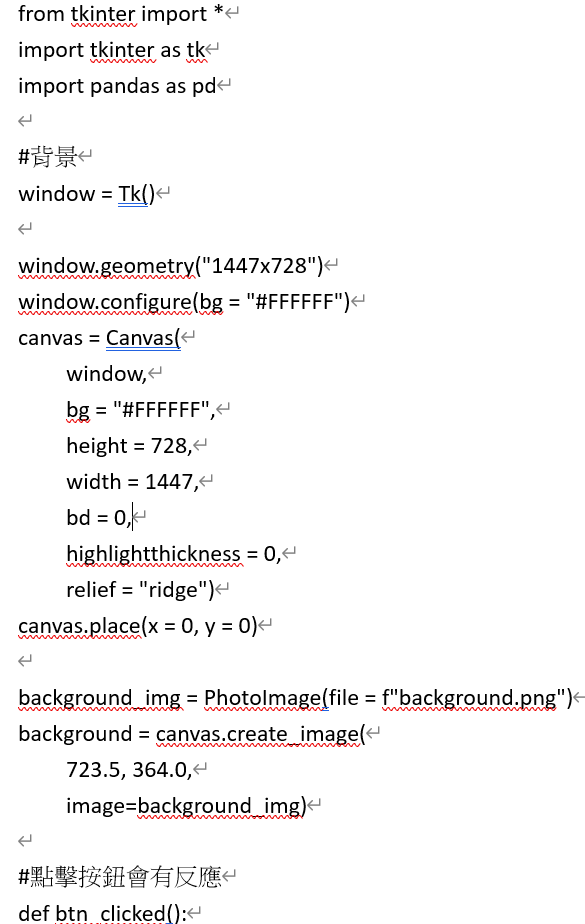 from tkinter import *
import tkinter as tk
import pandas as pd
#背景
window = Tk()
window.geometry("1447x728")
window.configure(bg = "#FFFFFF")
canvas = Canvas(
window,
bg = "#FFFFFF",
height = 728,
width = 1447,
bd = 0,
highlightthickness = 0,
relief = "ridge")
canvas.place(x = 0, y = 0)
background_img = PhotoImage(file = f"background.png")
background = canvas.create_image(
723.5, 364.0,
image=background_img)
#點擊按鈕會有反應
def btn_clicked():